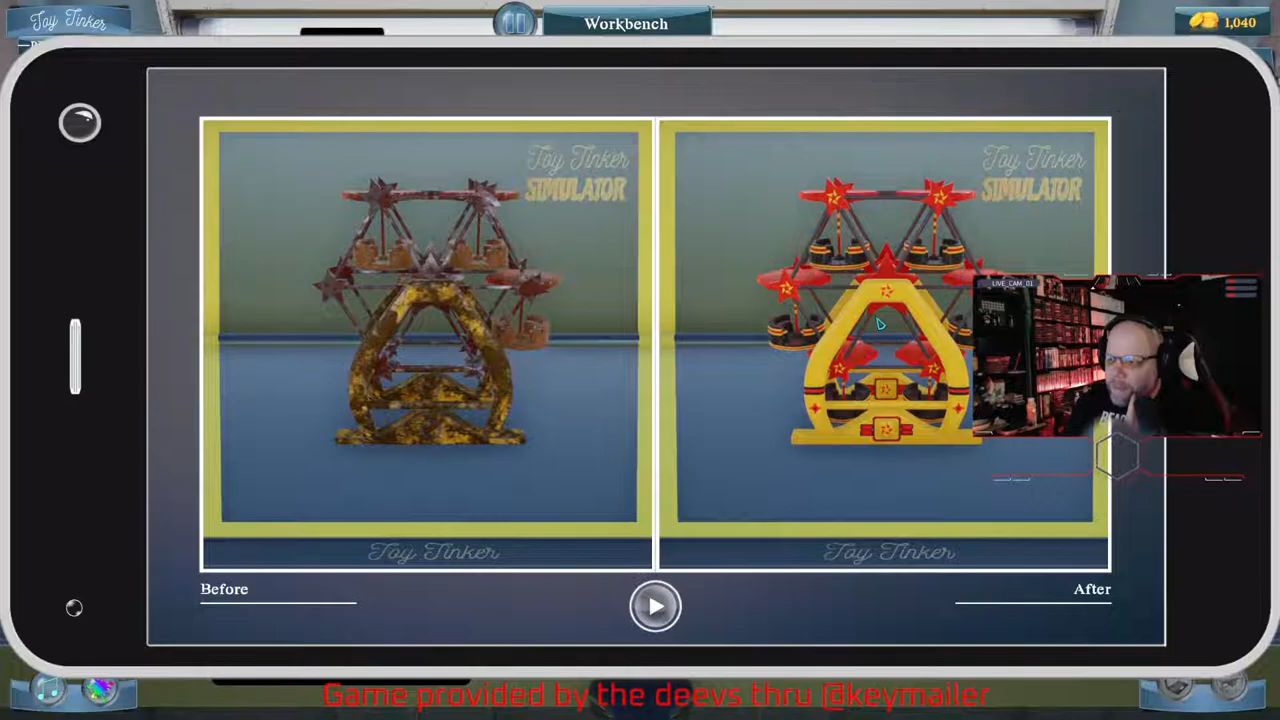 Toy Tinker
Workbench
1,040
LIVE_CAM_01
Toy Tinker
SIMULATOR
Toy Tinker
SIMULATOR
Toy Tinker
Toy Tinker
Before
After
Game provided by the deevs thru @keymailer